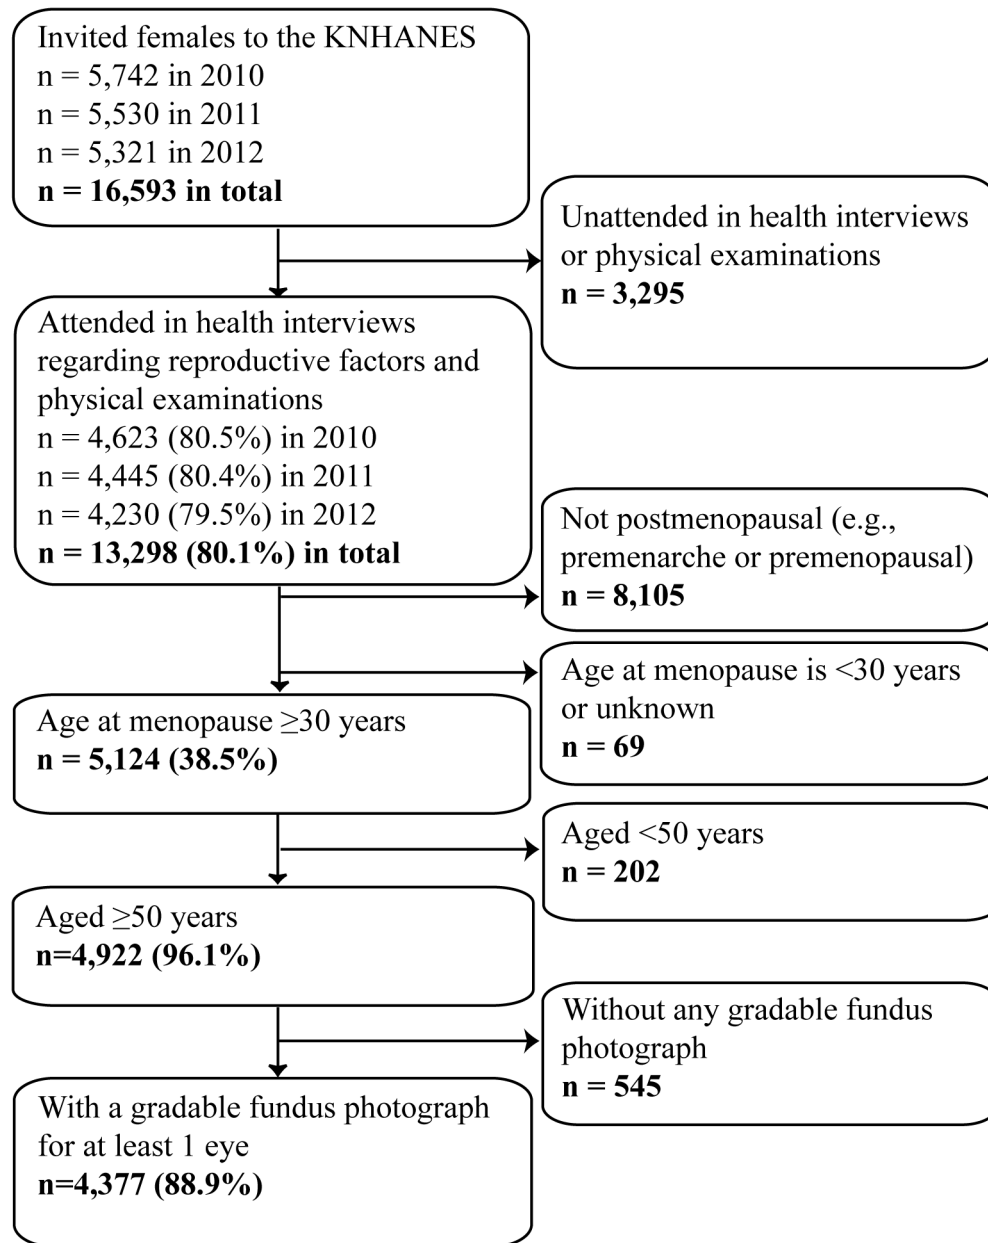 Invited females to the KNHANES
n = 5,742 in 2010
n = 5,530 in 2011
n = 5,321 in 2012
n = 16,593 in total
Unattended in health interviews
or physical examinations
n = 3,295
Attended in health interviews
regarding reproductive factors and
physical examinations
n = 4,623 (80.5%) in 2010
n = 4,445 (80.4%) in 2011
n = 4,230 (79.5%) in 2012
n = 13,298 (80.1%) in total
Not postmenopausal (e.g.,
premenarche or premenopausal)
n = 8,105
Age at menopause is <30 years
or unknown
n = 69
Age at menopause ≥30 years
n = 5,124 (38.5%)
Aged <50 years
n = 202
Aged ≥50 years
n=4,922 (96.1%)
Without any gradable fundus
photograph
n = 545
With a gradable fundus photograph
for at least 1 eye
n=4,377 (88.9%)